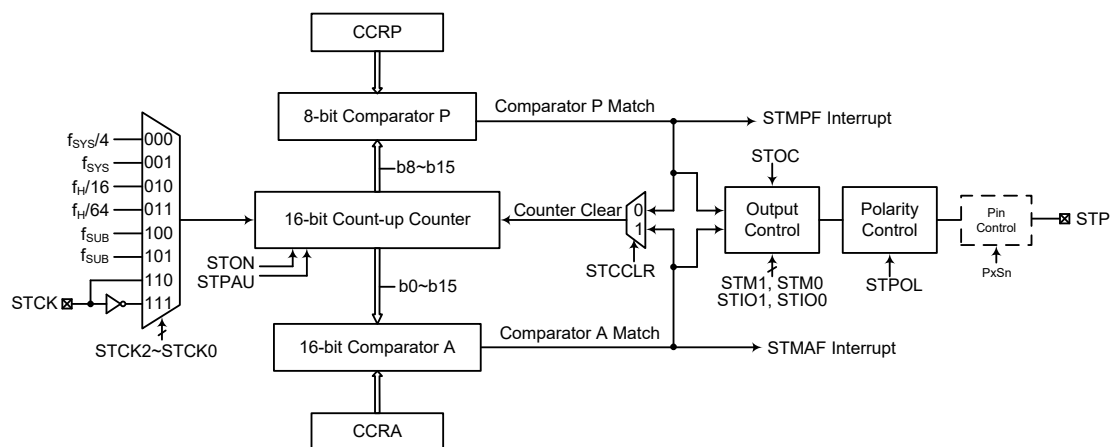 CCRP
8-bit Comparator P
Comparator P Match
STMPF Interrupt
b8~b15
fSYS/4
000
fSYS
001
fH/16
010
fH/64
011
fSUB
100
fSUB
101
110
STCK
111
STCK2~STCK0
16-bit Count-up Counter
STON
STPAU
Counter Clear
0
1
STCCLR
STOC
Output
Control
STM1, STM0
STIO1, STIO0
Polarity
Control
STPOL
Pin
Control
PxSn
STP
b0~b15
16-bit Comparator A
Comparator A Match
STMAF Interrupt
CCRA